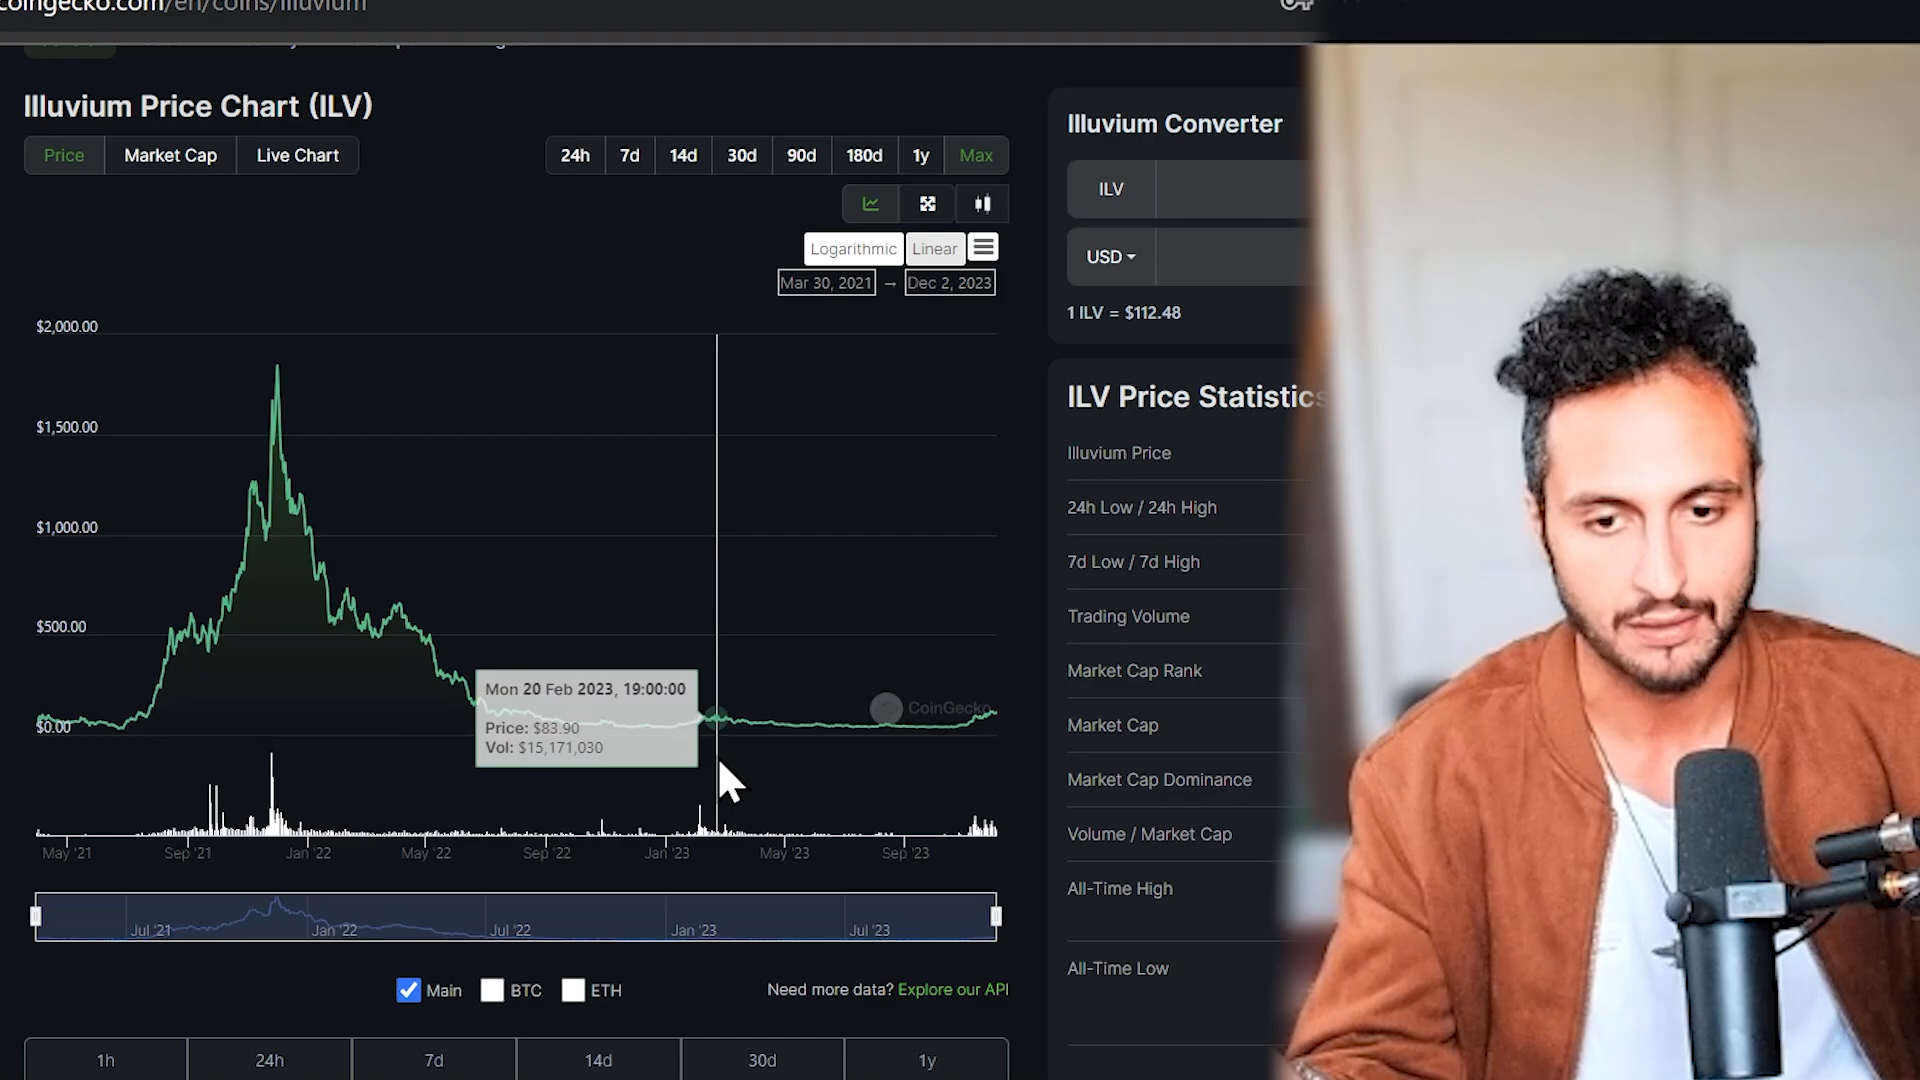 coingecko.com/en/coins/illuvium
Illuvium Price Chart (ILV)
Price Market Cap Live Chart
24h 7d 14d 30d 90d 180d 1y Max
Logarithmic Linear
Mar 30, 2021 → Dec 2, 2023
$2,000.00
$1,500.00
$1,000.00
$500.00
$0.00
Mon 20 Feb 2023, 19:00:00
Price: $83.90
Vol: $15,171,030
CoinGecko
May '21 Sep '21 Jan '22 May '22 Sep '22 Jan '23 May '23 Sep '23
Jul '21 Jan '22 Jul '22 Jan '23 Jul '23
Main BTC ETH
Need more data? Explore our API
1h 24h 7d 14d 30d 1y
Illuvium Converter
ILV
USD
1 ILV = $112.48
ILV Price Statistics
Illuvium Price
24h Low / 24h High
7d Low / 7d High
Trading Volume
Market Cap Rank
Market Cap
Market Cap Dominance
Volume / Market Cap
All-Time High
All-Time Low